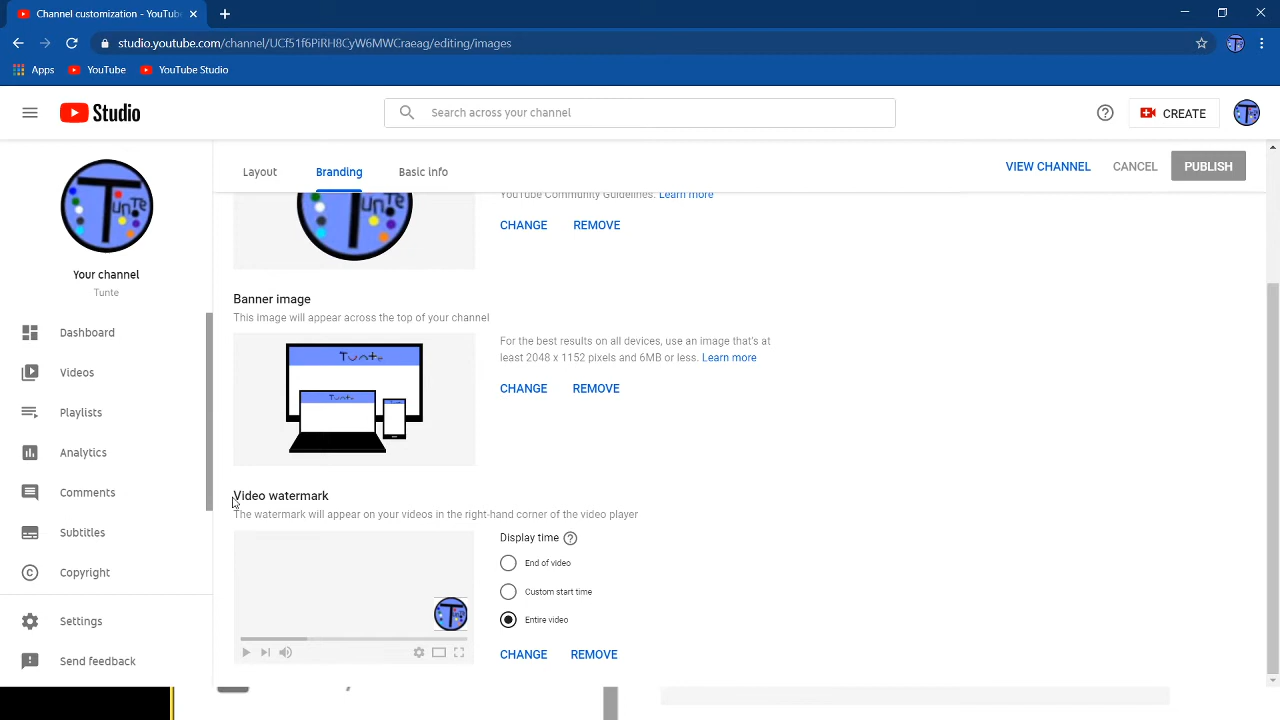 Channel customization - YouTub
studio.youtube.com/channel/UCf51f6PiRH8CyW6MWCraeag/editing/images
Apps
YouTube
YouTube Studio
Studio
Search across your channel
CREATE
Layout
Branding
Basic info
VIEW CHANNEL
CANCEL
PUBLISH
Tunte
Your channel
Tunte
Dashboard
Videos
Playlists
Analytics
Comments
Subtitles
Copyright
Settings
Send feedback
YouTube Community Guidelines. Learn more
CHANGE
REMOVE
Banner image
This image will appear across the top of your channel
Tunte
Tunte
For the best results on all devices, use an image that's at
least 2048 x 1152 pixels and 6MB or less. Learn more
CHANGE
REMOVE
Video watermark
The watermark will appear on your videos in the right-hand corner of the video player
Display time
End of video
Custom start time
Entire video
CHANGE
REMOVE